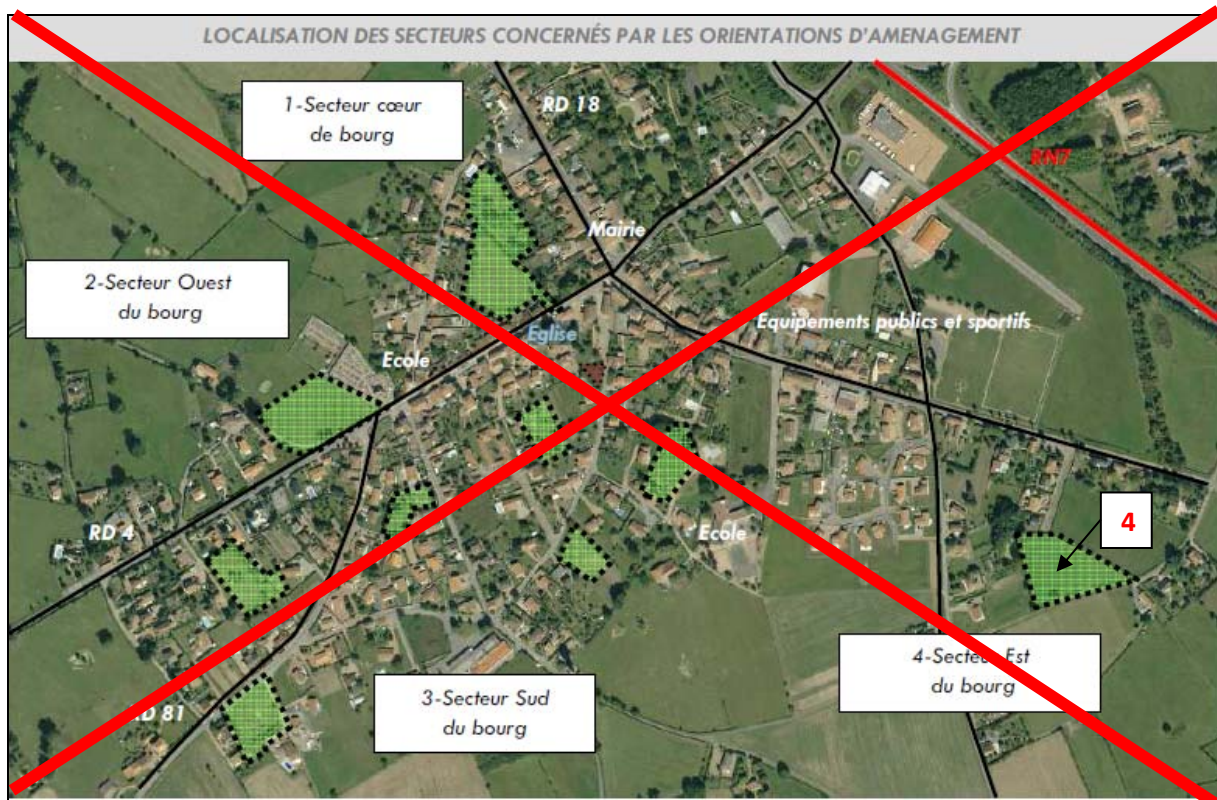 LOCALISATION DES SECTEURS CONCERNÉS PAR LES ORIENTATIONS D'AMENAGEMENT
1-Secteur cœur
de bourg
RD 18
RN7
Mairie
2-Secteur Ouest
du bourg
Equipements publics et sportifs
Eglise
Ecole
RD 4
Ecole
4
4-Secteur Est
du bourg
3-Secteur Sud
du bourg
RD 81